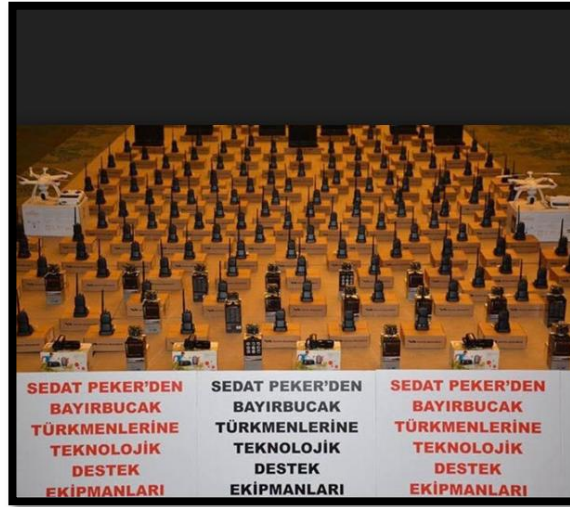 SEDAT PEKER'DEN
BAYIRBUCAK
TÜRKMENLERİNE
TEKNOLOJİK
DESTEK
EKİPMANLARI
SEDAT PEKER'DEN
BAYIRBUCAK
TÜRKMENLERİNE
TEKNOLOJİK
DESTEK
EKİPMANLARI
SEDAT PEKER'DEN
BAYIRBUCAK
TÜRKMENLERİNE
TEKNOLOJİK
DESTEK
EKİPMANLARI